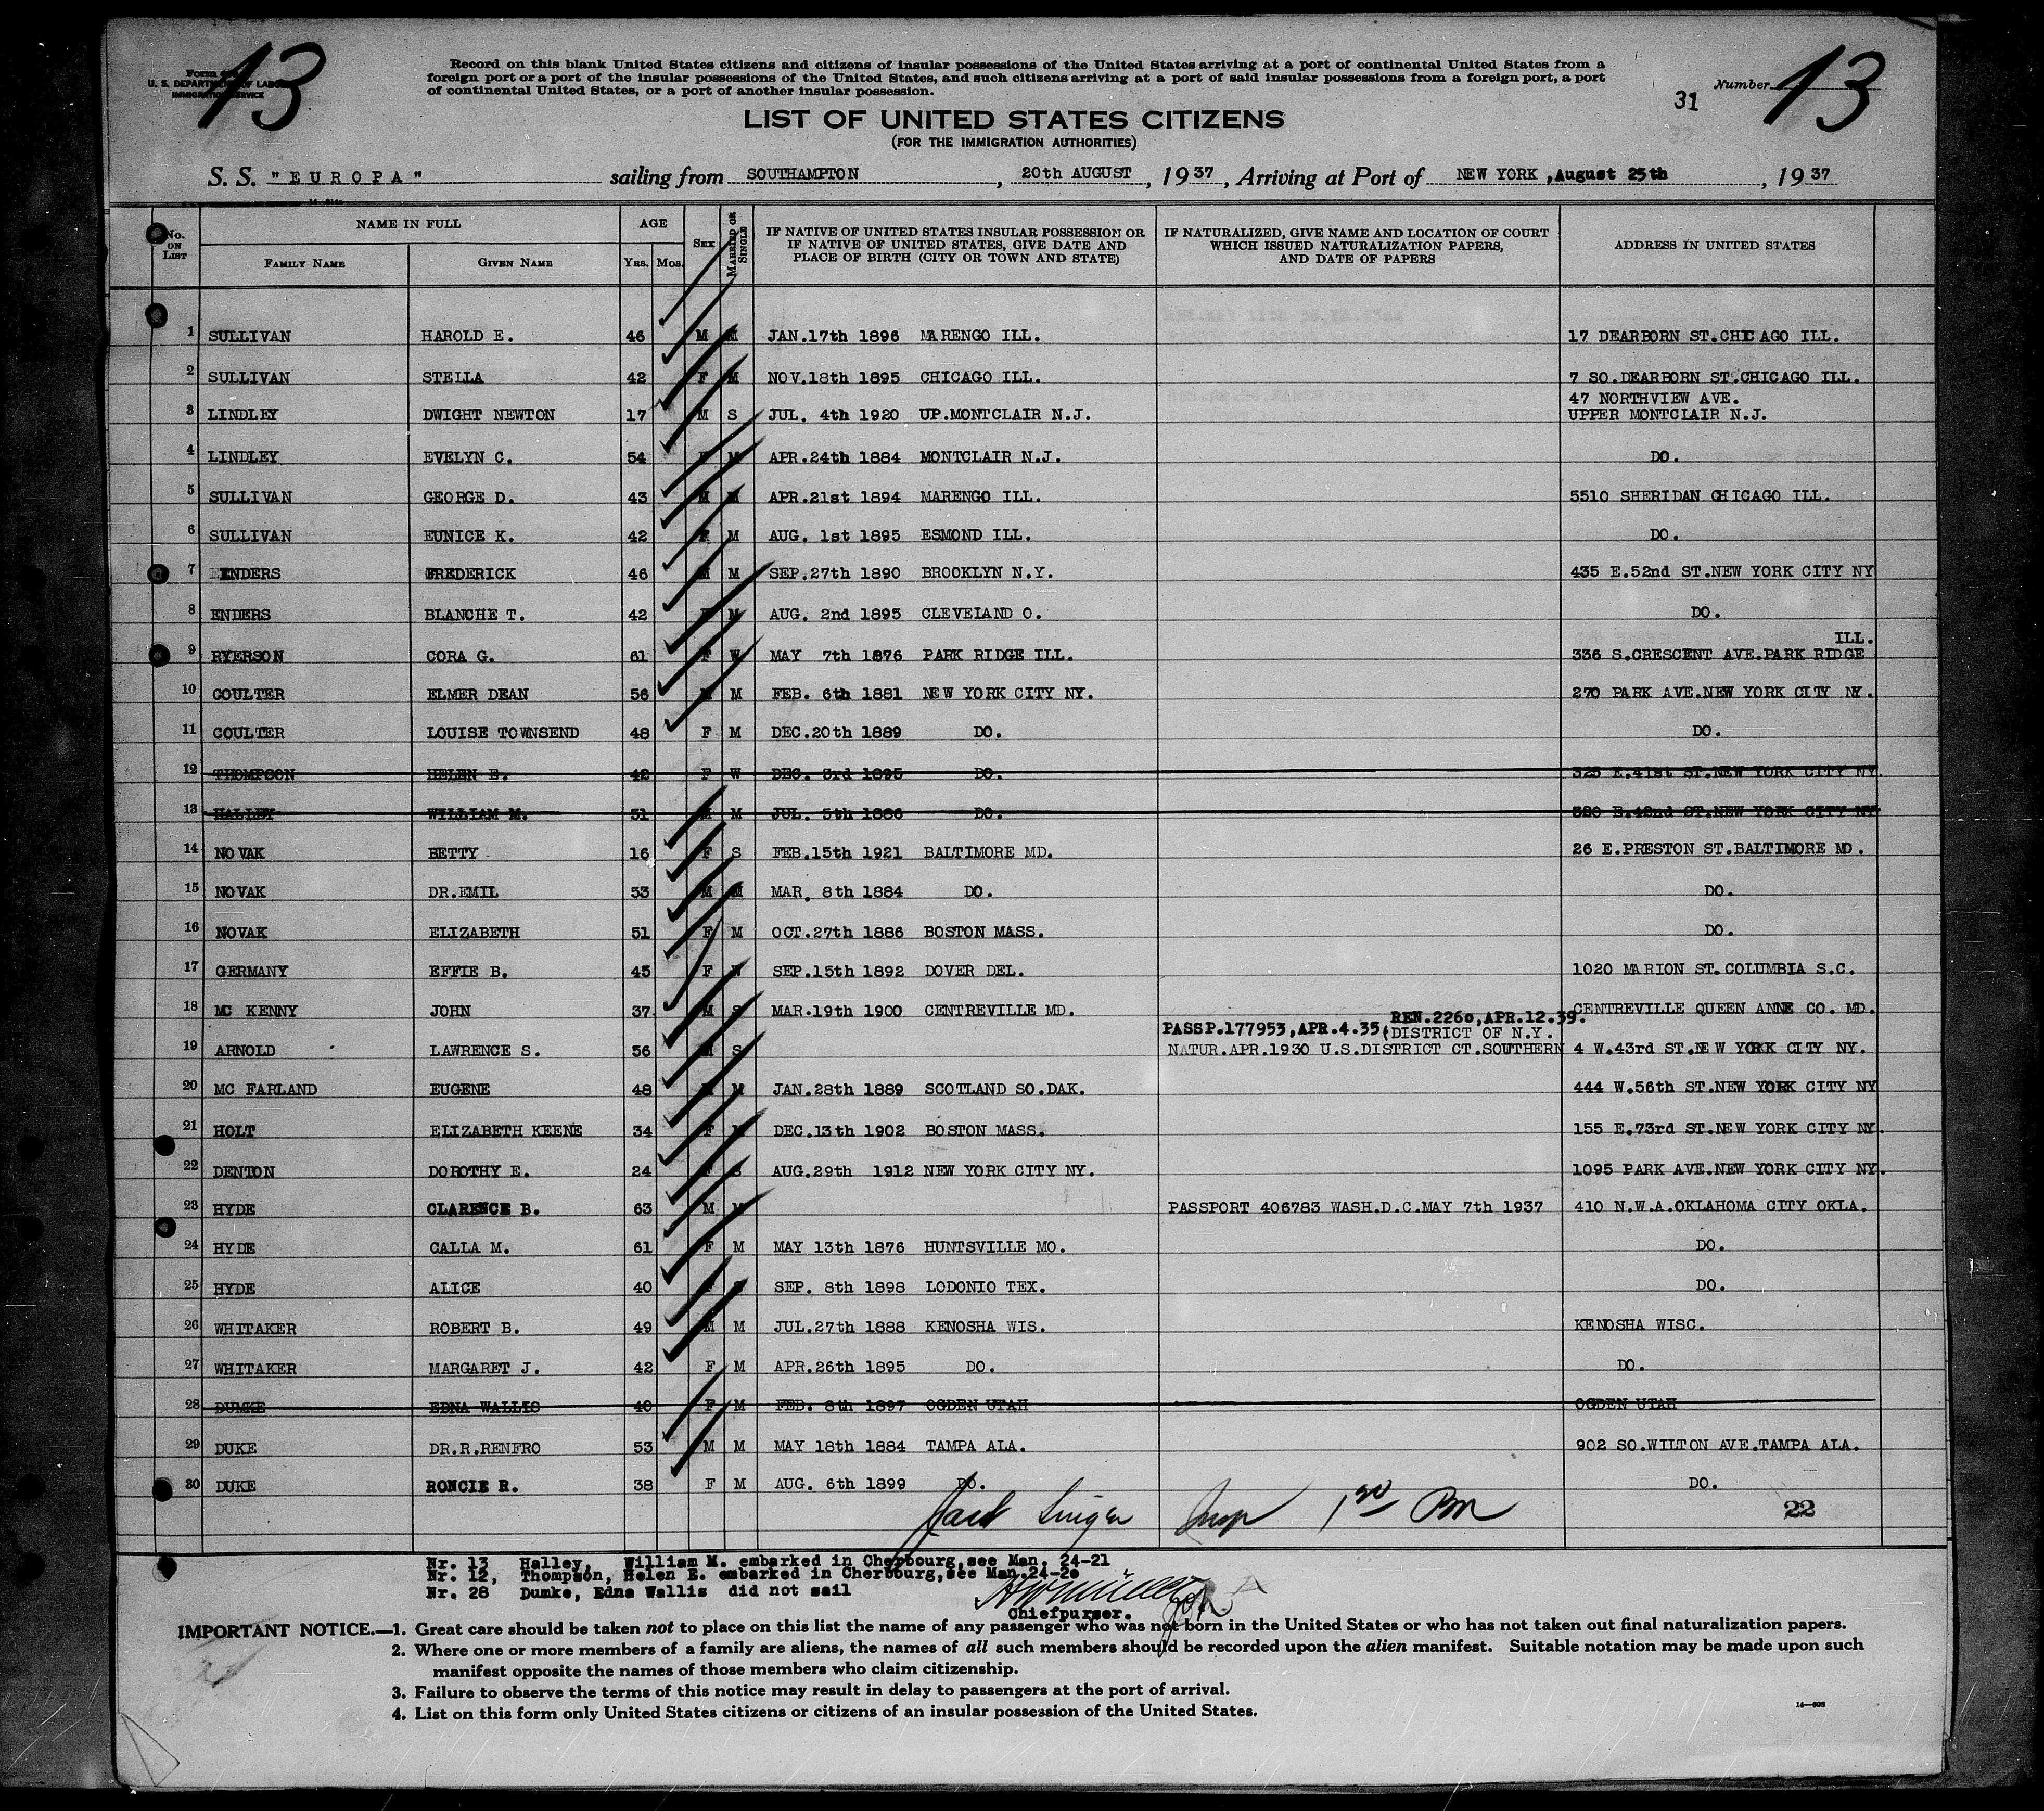 13
Form
U. S. DEPARTMENT OF LABOR
IMMIGRATION SERVICE
Record on this blank United States citizens and citizens of insular possessions of the United States arriving at a port of continental United States from a
foreign port or a port of the insular possessions of the United States, and such citizens arriving at a port of said insular possessions from a foreign port, a port
of continental United States, or a port of another insular possession.
Number 13
31
LIST OF UNITED STATES CITIZENS
(FOR THE IMMIGRATION AUTHORITIES)
S. S. "EUROPA" sailing from SOUTHAMPTON, 20th AUGUST, 1937, Arriving at Port of NEW YORK, August 25th, 1937
No. ON LIST NAME IN FULL AGE SEX MARRIED OR SINGLE IF NATIVE OF UNITED STATES INSULAR POSSESSION OR IF NATIVE OF UNITED STATES, GIVE DATE AND PLACE OF BIRTH (CITY OR TOWN AND STATE) IF NATURALIZED, GIVE NAME AND LOCATION OF COURT WHICH ISSUED NATURALIZATION PAPERS, AND DATE OF PAPERS ADDRESS IN UNITED STATES
FAMILY NAME GIVEN NAME YRS. MOS.
1 SULLIVAN HAROLD E. 46 M M JAN.17th 1896 MARENGO ILL. 17 DEARBORN ST.CHICAGO ILL.
2 SULLIVAN STELLA 42 F M NOV.18th 1895 CHICAGO ILL. 7 SO.DEARBORN ST.CHICAGO ILL.
47 NORTHVIEW AVE.
3 LINDLEY DWIGHT NEWTON 17 M S JUL. 4th 1920 UP.MONTCLAIR N.J. UPPER MONTCLAIR N.J.
4 LINDLEY EVELYN C. 54 F M APR.24th 1884 MONTCLAIR N.J. DO.
5 SULLIVAN GEORGE D. 43 M M APR.21st 1894 MARENGO ILL. 5510 SHERIDAN CHICAGO ILL.
6 SULLIVAN EUNICE K. 42 F M AUG. 1st 1895 ESMOND ILL. DO.
7 ENDERS FREDERICK 46 M M SEP.27th 1890 BROOKLYN N.Y. 435 E.52nd ST.NEW YORK CITY NY
8 ENDERS BLANCHE T. 42 F M AUG. 2nd 1895 CLEVELAND O. DO.
ILL.
9 RYERSON CORA G. 61 F W MAY 7th 1876 PARK RIDGE ILL. 336 S.CRESCENT AVE.PARK RIDGE
10 COULTER ELMER DEAN 56 M M FEB. 6th 1881 NEW YORK CITY NY. 270 PARK AVE.NEW YORK CITY NY.
11 COULTER LOUISE TOWNSEND 48 F M DEC.20th 1889 DO. DO.
12 THOMPSON HELEN E. 42 F W DEC. 3rd 1895 DO. 325 E.41st ST.NEW YORK CITY NY.
13 HALLEY WILLIAM M. 51 M M JUL. 5th 1886 DO. 320 E.42nd ST.NEW YORK CITY NY
14 NOVAK BETTY 16 F S FEB.15th 1921 BALTIMORE MD. 26 E.PRESTON ST.BALTIMORE MD.
15 NOVAK DR.EMIL 53 M M MAR. 8th 1884 DO. DO.
16 NOVAK ELIZABETH 51 F M OCT.27th 1886 BOSTON MASS. DO.
17 GERMANY EFFIE B. 45 F W SEP.15th 1892 DOVER DEL. 1020 MARION ST.COLUMBIA S.C.
18 MC KENNY JOHN 37 M S MAR.19th 1900 CENTREVILLE MD. CENTREVILLE QUEEN ANNE CO. MD.
REN.2260,APR.12.39.
PASSP.177953,APR.4.35 (DISTRICT OF N.Y.
19 ARNOLD LAWRENCE S. 56 M S NATUR.APR.1930 U.S.DISTRICT CT.SOUTHERN 4 W.43rd ST.NEW YORK CITY NY.
20 MC FARLAND EUGENE 48 M M JAN.28th 1889 SCOTLAND SO.DAK. 444 W.56th ST.NEW YORK CITY NY
21 HOLT ELIZABETH KEENE 34 F M DEC.13th 1902 BOSTON MASS. 155 E.73rd ST.NEW YORK CITY NY.
22 DENTON DOROTHY E. 24 F S AUG.29th 1912 NEW YORK CITY NY. 1095 PARK AVE.NEW YORK CITY NY.
23 HYDE CLARENCE B. 63 M M PASSPORT 406783 WASH.D.C.MAY 7th 1937 410 N.W.A.OKLAHOMA CITY OKLA.
24 HYDE CALLA M. 61 F M MAY 13th 1876 HUNTSVILLE MO. DO.
25 HYDE ALICE 40 F S SEP. 8th 1898 LODONIO TEX. DO.
26 WHITAKER ROBERT B. 49 M M JUL.27th 1888 KENOSHA WIS. KENOSHA WISC.
27 WHITAKER MARGARET J. 42 F M APR.26th 1895 DO. DO.
28 DUMKE EDNA WALLIS 40 F M FEB. 8th 1897 OGDEN UTAH OGDEN UTAH
29 DUKE DR.R.RENFRO 53 M M MAY 18th 1884 TAMPA ALA. 902 SO.WILTON AVE.TAMPA ALA.
30 DUKE RONCIE R. 38 F M AUG. 6th 1899 DO. DO.
Jack Singer Insp 1 30 PM 22
Nr. 13 Halley, William M. embarked in Cherbourg,see Man. 24-21
Nr. 12, Thompson, Helen E. embarked in Cherbourg,see Man.24-20
Nr. 28 Dumke, Edna Wallis did not sail
Chiefpurser.
IMPORTANT NOTICE.—1. Great care should be taken not to place on this list the name of any passenger who was not born in the United States or who has not taken out final naturalization papers.
2. Where one or more members of a family are aliens, the names of all such members should be recorded upon the alien manifest. Suitable notation may be made upon such
manifest opposite the names of those members who claim citizenship.
3. Failure to observe the terms of this notice may result in delay to passengers at the port of arrival.
4. List on this form only United States citizens or citizens of an insular possession of the United States.